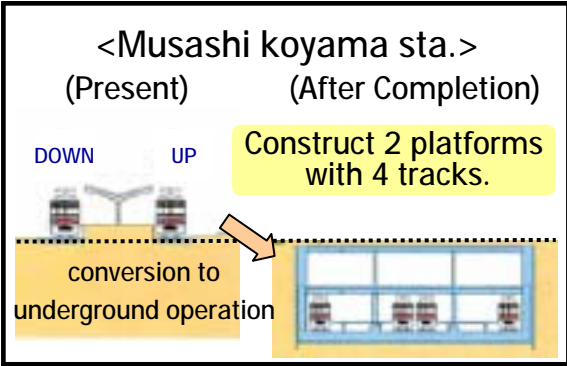 <Musashi koyama sta.>
(Present) (After Completion)
DOWN UP
Construct 2 platforms
with 4 tracks.
conversion to
underground operation